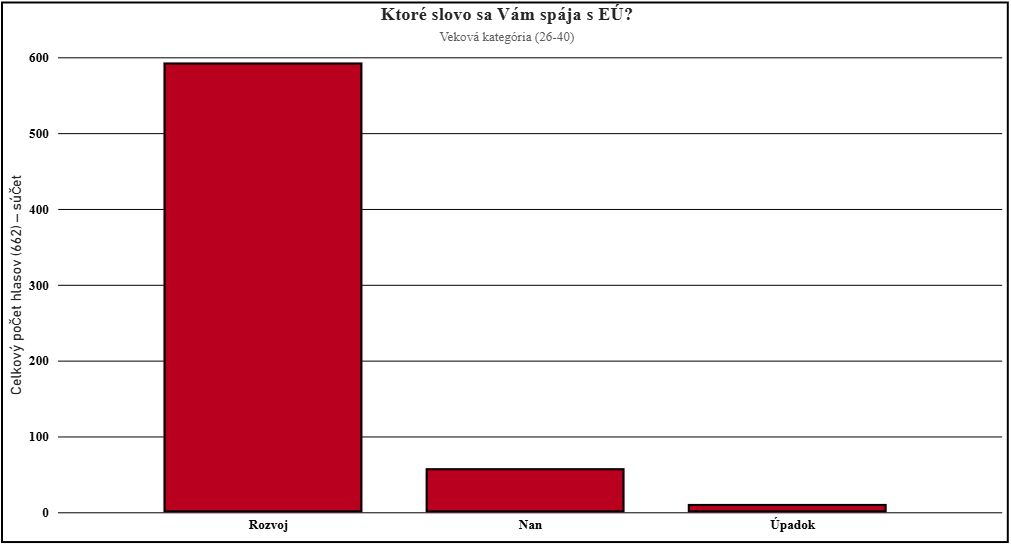 Ktoré slovo sa Vám spája s EÚ?
Veková kategória (26-40)
Celkový počet hlasov (662) – súčet
600
500
400
300
200
100
0
Rozvoj
Nan
Úpadok